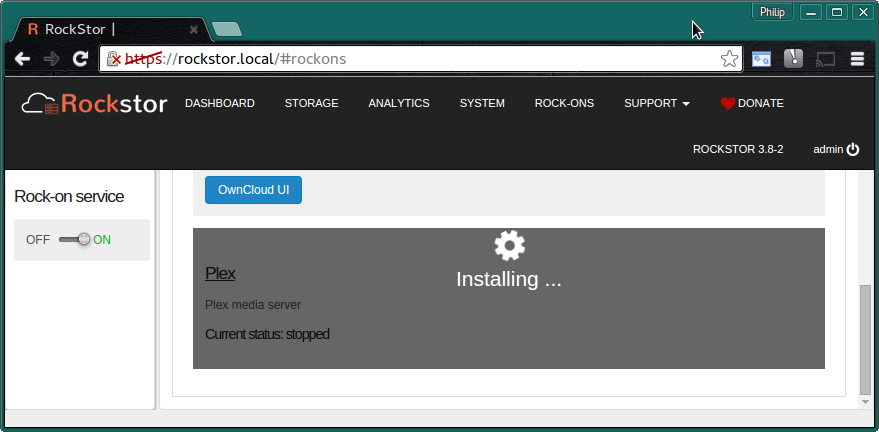 Philip
RockStor |
https://rockstor.local/#rockons
Rockstor DASHBOARD STORAGE ANALYTICS SYSTEM ROCK-ONS SUPPORT DONATE
ROCKSTOR 3.8-2 admin
Rock-on service
OFF ON
OwnCloud UI
Installing ...
Plex
Plex media server
Current status: stopped